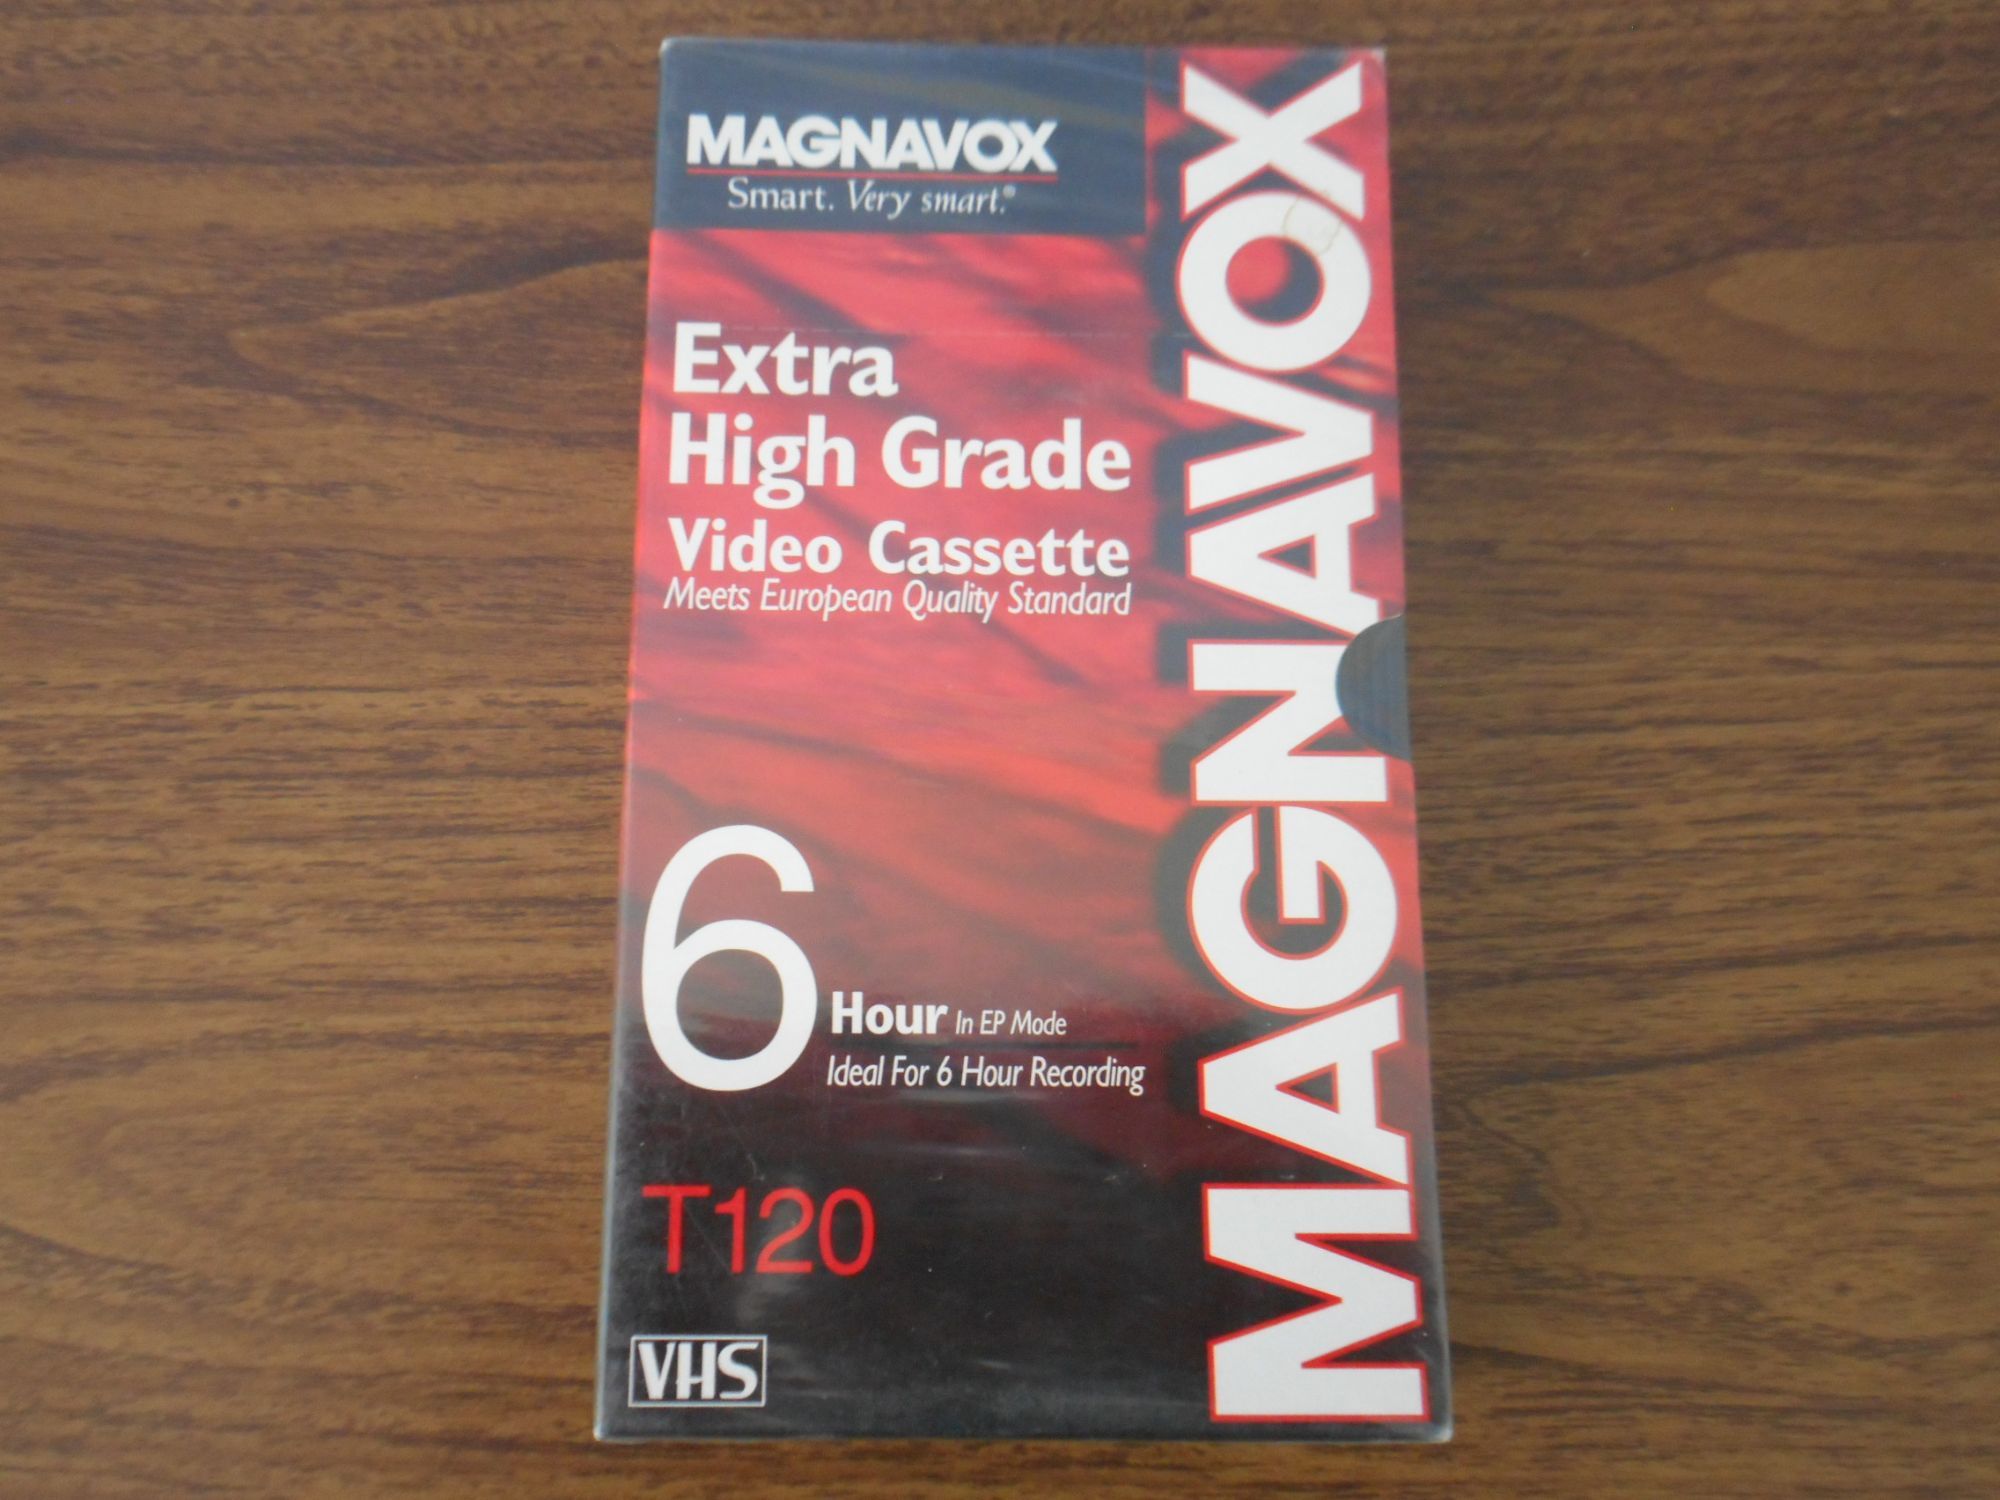 MAGNAVOX
Smart. Very smart.®
Extra
High Grade
Video Cassette
Meets European Quality Standard
6 Hour In EP Mode
Ideal For 6 Hour Recording
T120
VHS
MAGNAVOX